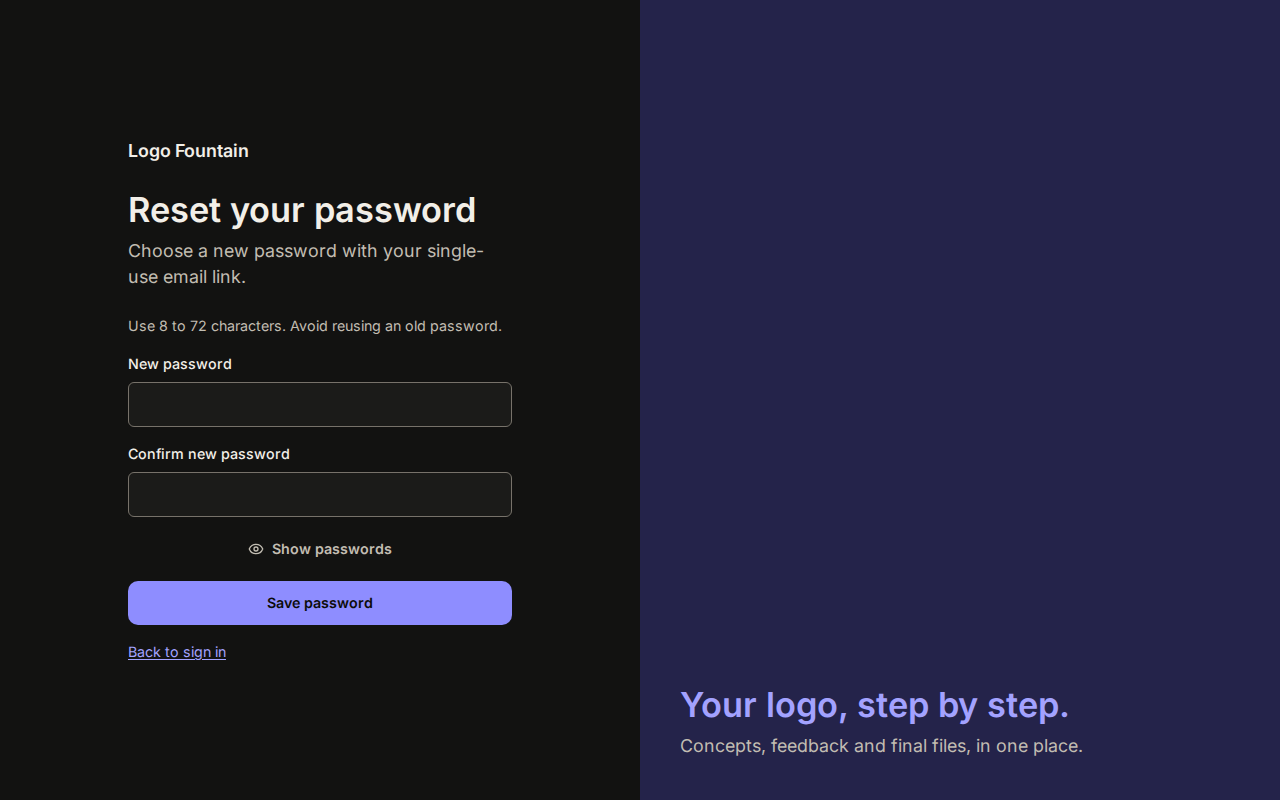 Logo Fountain
Reset your password
Choose a new password with your single-
use email link.
Use 8 to 72 characters. Avoid reusing an old password.
New password
Confirm new password
Show passwords
Save password
Back to sign in
Your logo, step by step.
Concepts, feedback and final files, in one place.